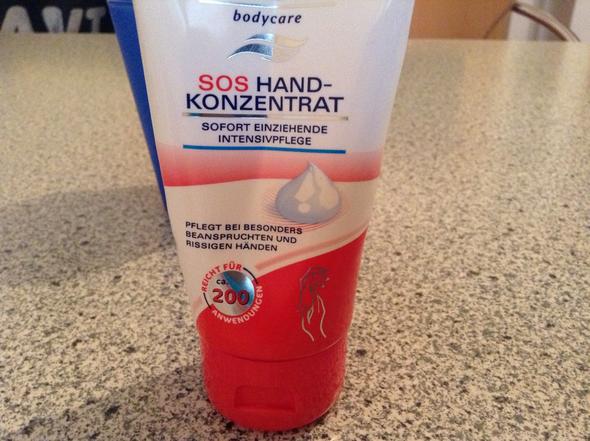 bodycare
SOS HAND-
KONZENTRAT
SOFORT EINZIEHENDE
INTENSIVPFLEGE
PFLEGT BEI BESONDERS
BEANSPRUCHTEN UND
RISSIGEN HÄNDEN
REICHT FÜR
ca.
200
ANWENDUNGEN